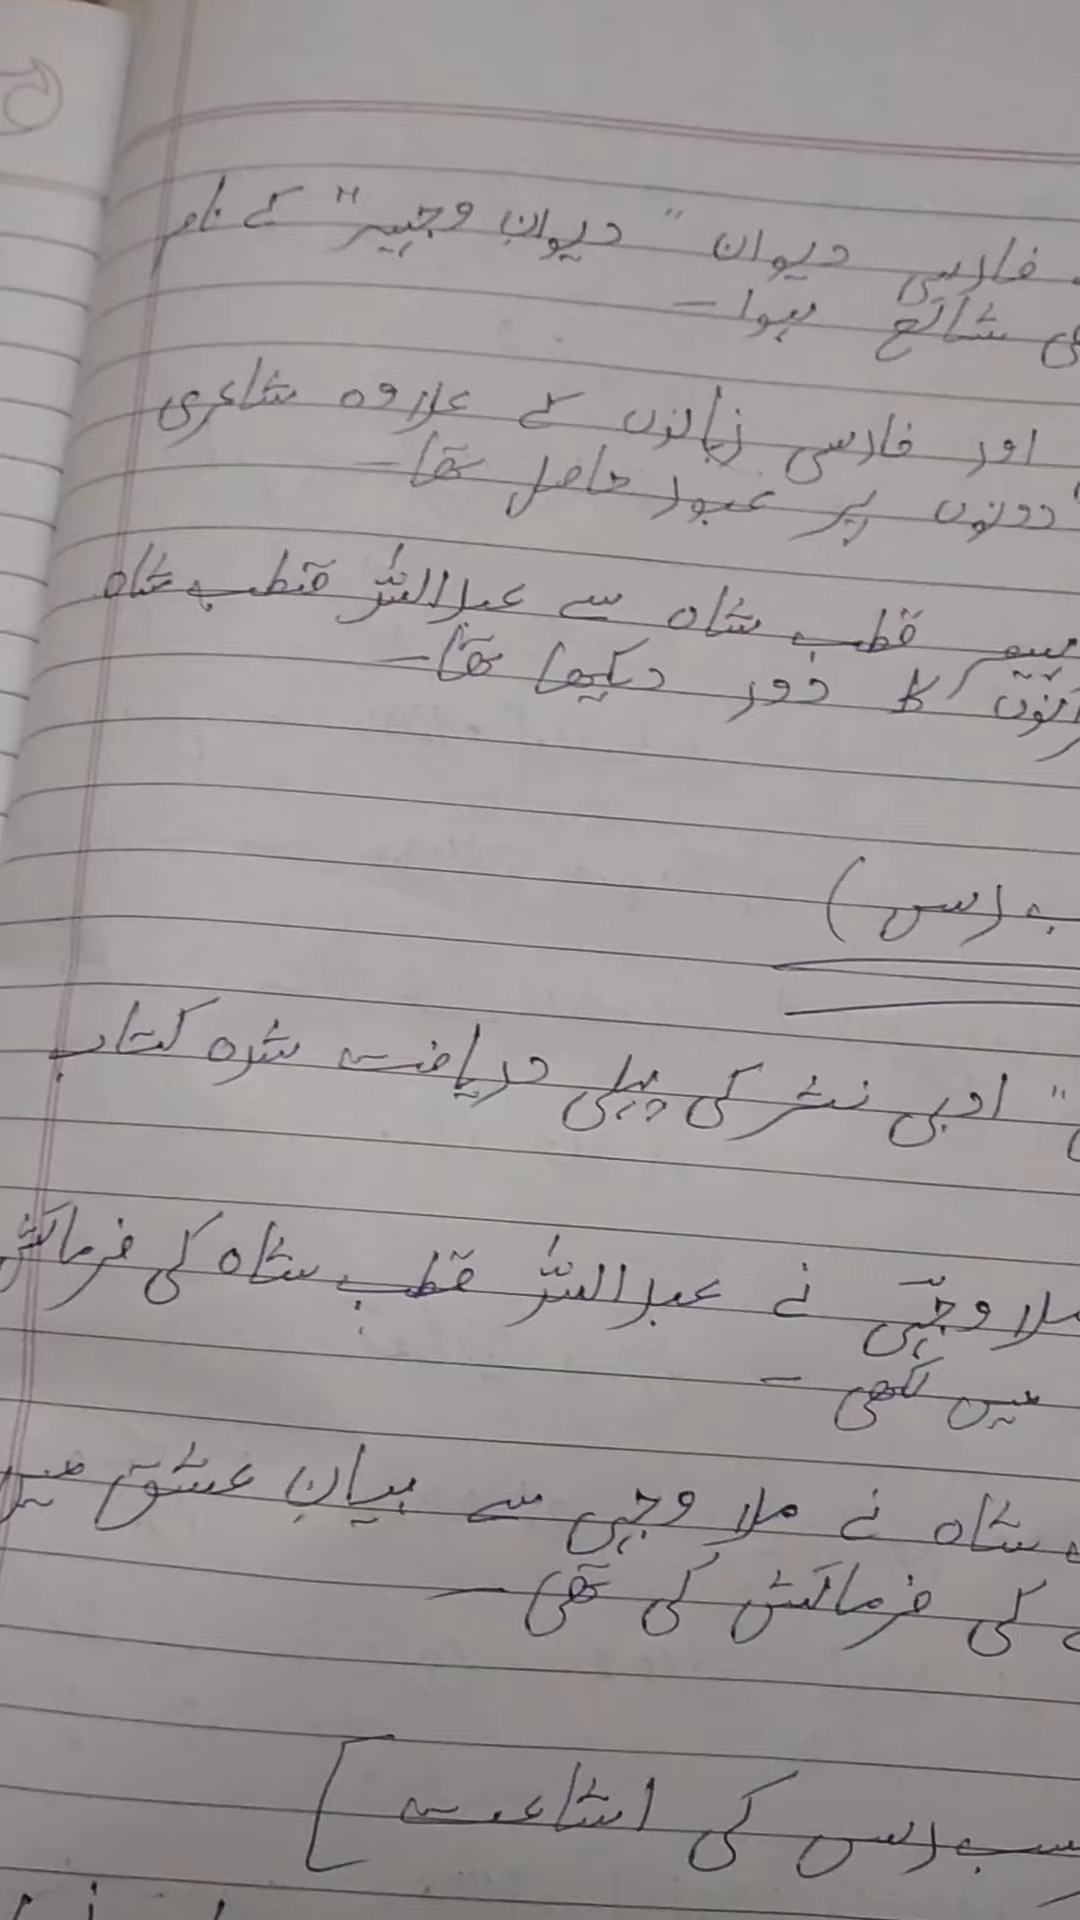 فارسی دیوان " دیوانِ وجیہہ" کے نام
شائع ہوا۔
اور فارسی زبانوں کے علاوہ شاعری
دونوں پر عبور حاصل تھا۔
قطب شاہ سے عبداللہ قطب شاہ
کا دور دیکھا تھا۔
ب رس)
" ادبی نثر کی پہلی دریافت شدہ کتاب
ملا وجہی نے عبداللہ قطب شاہ کی فرمائش
میں لکھی۔
شاہ نے ملا وجہی سے بیانِ عشق میں
کی فرمائش کی تھی۔
سب رس کی اشاعت ]